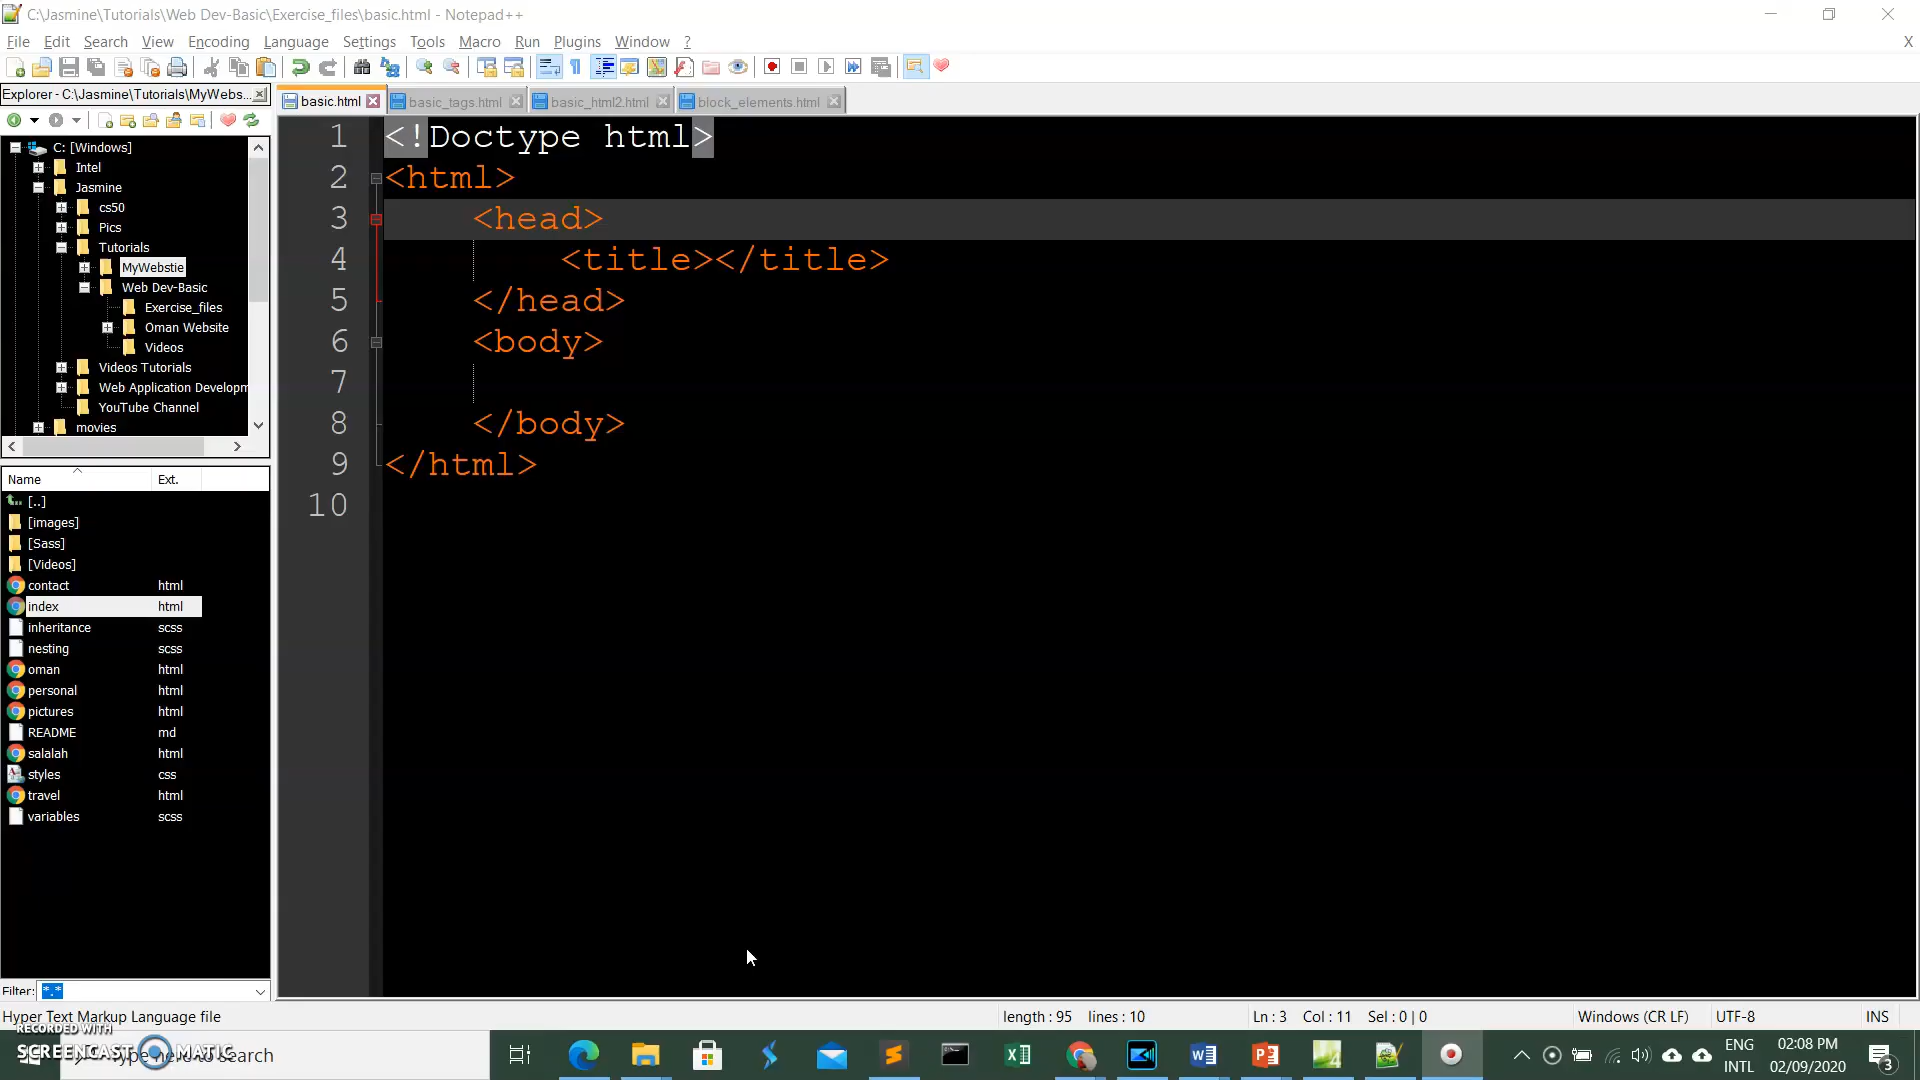 C:\Jasmine\Tutorials\Web Dev-Basic\Exercise_files\basic.html - Notepad++
File Edit Search View Encoding Language Settings Tools Macro Run Plugins Window ? X
Explorer - C:\Jasmine\Tutorials\MyWebs...
basic.html basic_tags.html basic_html2.html block_elements.html
C: [Windows]
Intel
Jasmine
cs50
Pics
Tutorials
MyWebstie
Web Dev-Basic
Exercise_files
Oman Website
Videos
Videos Tutorials
Web Application Developm
YouTube Channel
movies
Name Ext.
[..]
[images]
[Sass]
[Videos]
contact html
index html
inheritance scss
nesting scss
oman html
personal html
pictures html
README md
salalah html
styles css
travel html
variables scss
Filter: *.*
1 <!Doctype html>
2 <html>
3 <head>
4 <title></title>
5 </head>
6 <body>
7
8 </body>
9 </html>
10
Hyper Text Markup Language file length : 95 lines : 10 Ln : 3 Col : 11 Sel : 0 | 0 Windows (CR LF) UTF-8 INS
RECORDED WITH
SCREENCAST MATIC
Type here to search
ENG
INTL
02:08 PM
02/09/2020
3